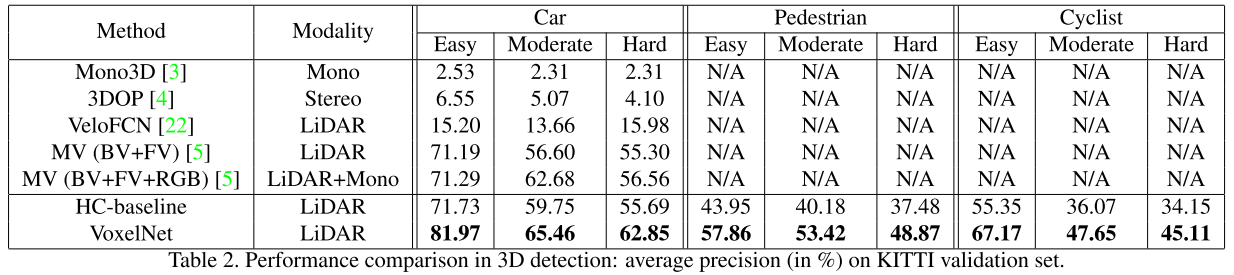 Method Modality Car Pedestrian Cyclist
Easy Moderate Hard Easy Moderate Hard Easy Moderate Hard
Mono3D [3] Mono 2.53 2.31 2.31 N/A N/A N/A N/A N/A N/A
3DOP [4] Stereo 6.55 5.07 4.10 N/A N/A N/A N/A N/A N/A
VeloFCN [22] LiDAR 15.20 13.66 15.98 N/A N/A N/A N/A N/A N/A
MV (BV+FV) [5] LiDAR 71.19 56.60 55.30 N/A N/A N/A N/A N/A N/A
MV (BV+FV+RGB) [5] LiDAR+Mono 71.29 62.68 56.56 N/A N/A N/A N/A N/A N/A
HC-baseline LiDAR 71.73 59.75 55.69 43.95 40.18 37.48 55.35 36.07 34.15
VoxelNet LiDAR 81.97 65.46 62.85 57.86 53.42 48.87 67.17 47.65 45.11
Table 2. Performance comparison in 3D detection: average precision (in %) on KITTI validation set.